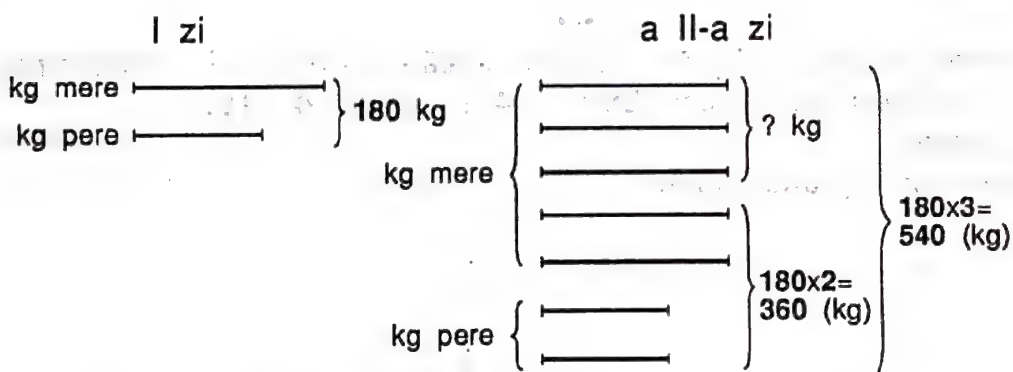 I zi
kg mere
kg pere
180 kg
a II-a zi
kg mere
? kg
kg pere
180x2=
360 (kg)
180x3=
540 (kg)